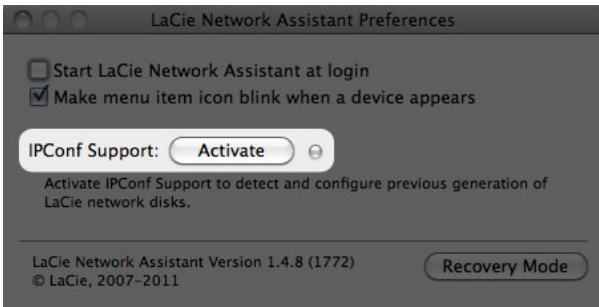 LaCie Network Assistant Preferences
Start LaCie Network Assistant at login
Make menu item icon blink when a device appears
IPConf Support: Activate
Activate IPConf Support to detect and configure previous generation of
LaCie network disks.
LaCie Network Assistant Version 1.4.8 (1772)
© LaCie, 2007-2011
Recovery Mode